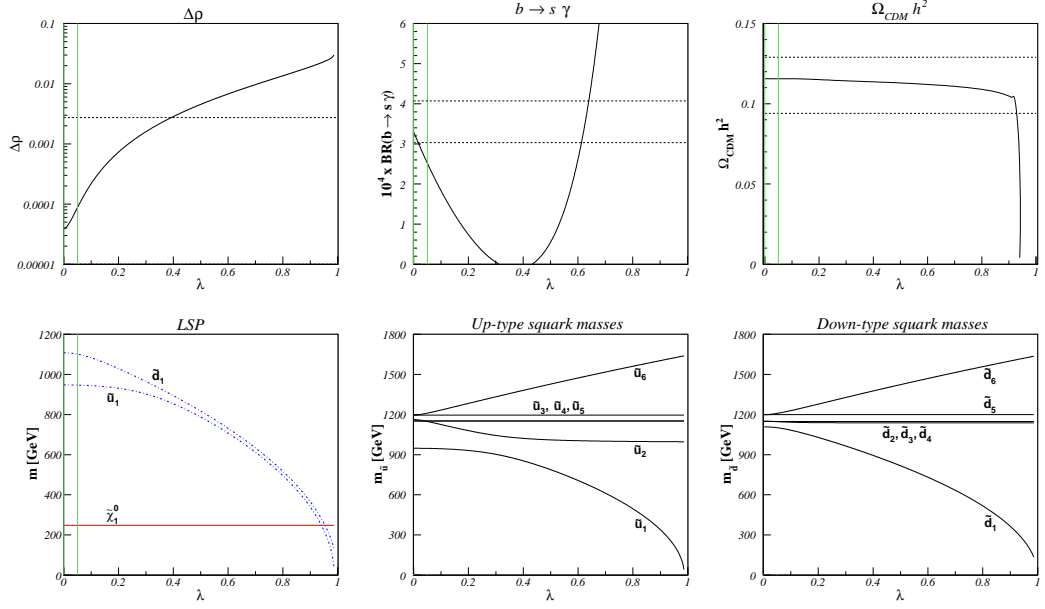 Δρ
Δρ
0.1
0.01
0.001
0.0001
0.00001
0 0.2 0.4 0.6 0.8 1
λ
b → s γ
10⁴ x BR(b → s γ)
6
5
4
3
2
1
0
0 0.2 0.4 0.6 0.8 1
λ
Ω_CDM h²
Ω_CDM h²
0.15
0.1
0.05
0
0 0.2 0.4 0.6 0.8 1
λ
LSP
m [GeV]
1200
1000
800
600
400
200
0
d̃₁
ũ₁
χ̃₁⁰
0 0.2 0.4 0.6 0.8 1
λ
Up-type squark masses
m_ũ [GeV]
1800
1500
1200
900
600
300
0
ũ₆
ũ₃, ũ₄, ũ₅
ũ₂
ũ₁
0 0.2 0.4 0.6 0.8 1
λ
Down-type squark masses
m_d̃ [GeV]
1800
1500
1200
900
600
300
0
d̃₆
d̃₅
d̃₂, d̃₃, d̃₄
d̃₁
0 0.2 0.4 0.6 0.8 1
λ